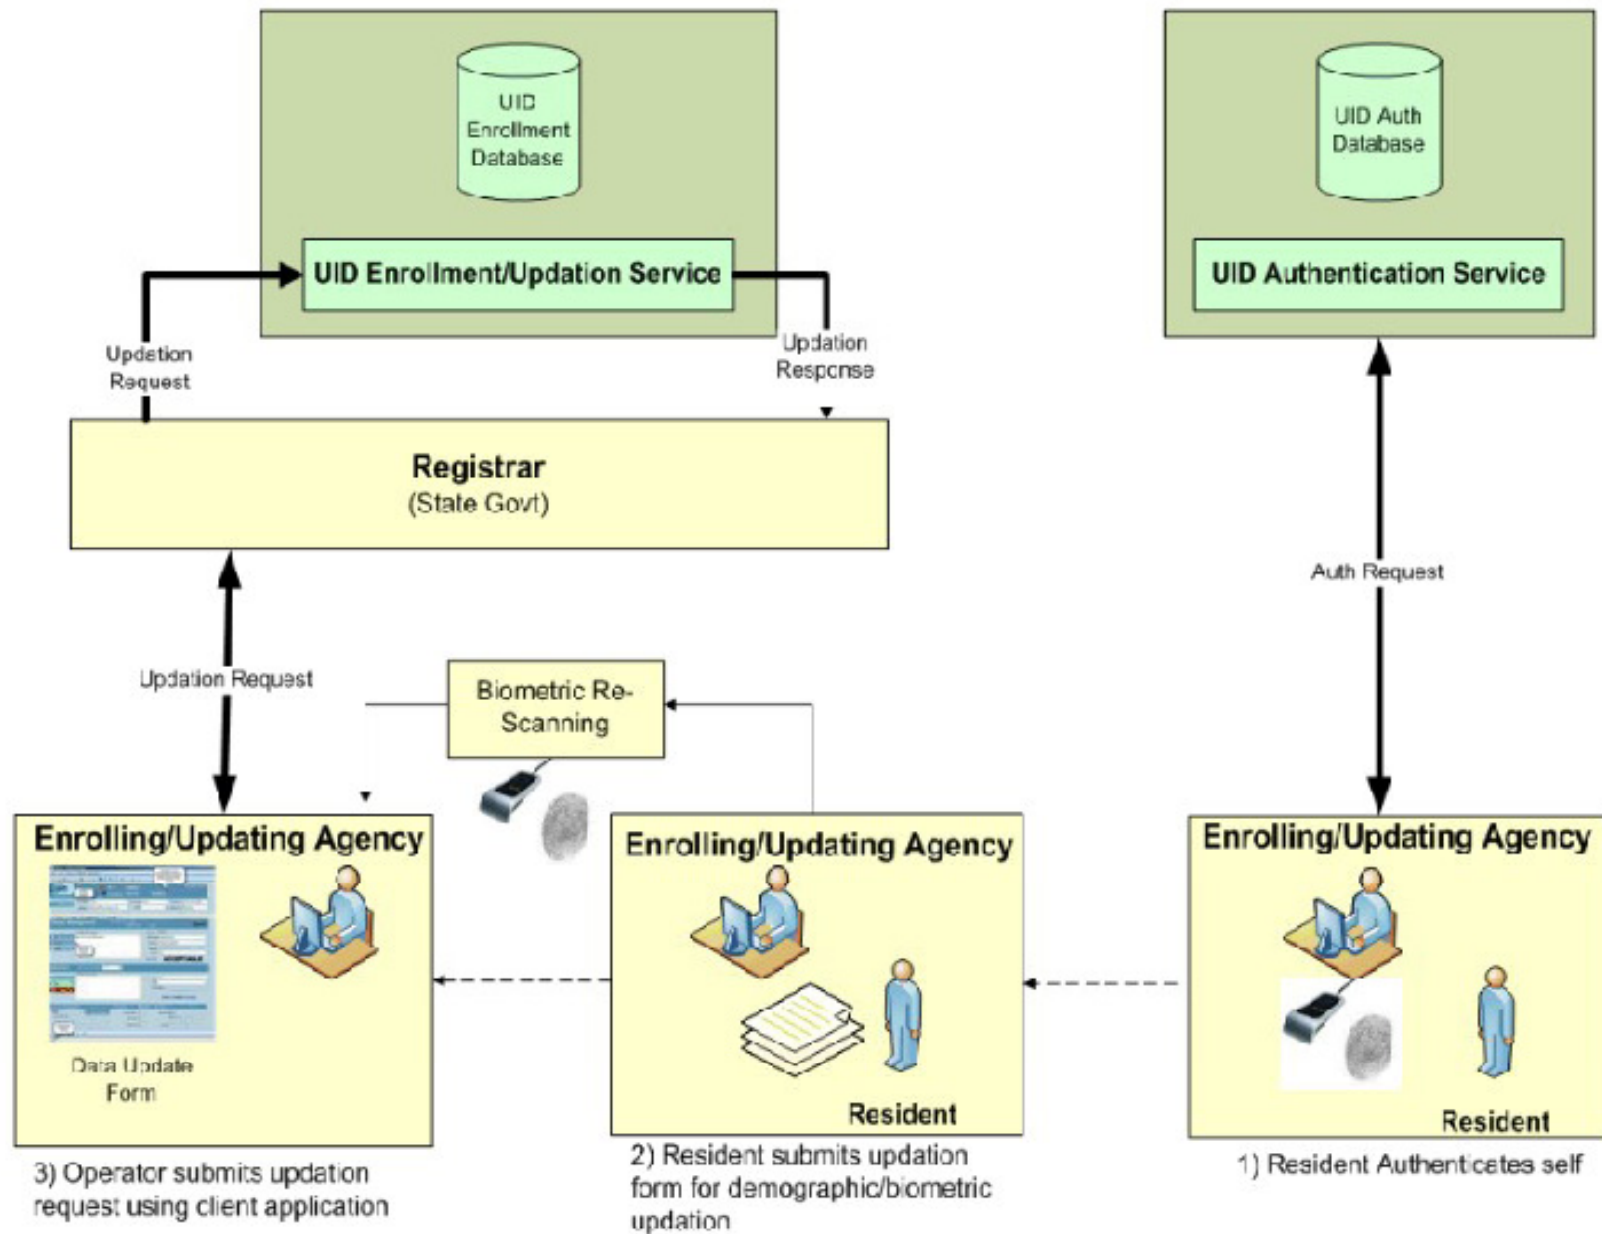 UID
Enrollment
Database
UID Auth
Database
UID Enrollment/Updation Service
UID Authentication Service
Updation
Request
Updation
Response
Registrar
(State Govt)
Auth Request
Updation Request
Biometric Re-
Scanning
Enrolling/Updating Agency
Data Update
Form
Enrolling/Updating Agency
Resident
Enrolling/Updating Agency
Resident
3) Operator submits updation
request using client application
2) Resident submits updation
form for demographic/biometric
updation
1) Resident Authenticates self